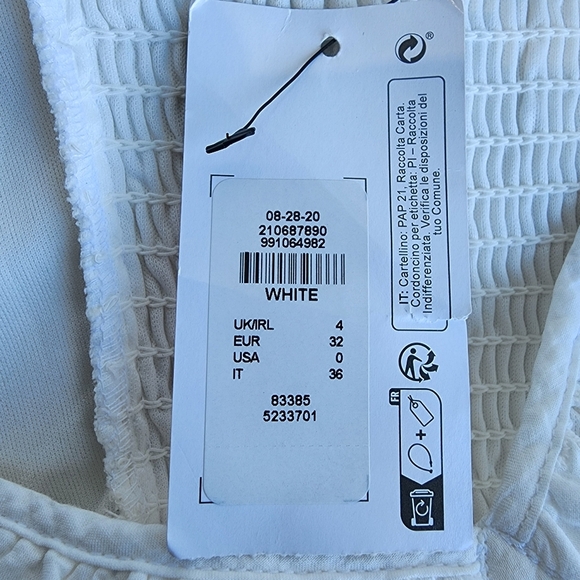 08-28-20
210687890
991064982
WHITE
UK/IRL 4
EUR 32
USA 0
IT 36
83385
5233701
®
IT: Cartellino: PAP 21, Raccolta Carta.
Cordoncino per etichetta: PI – Raccolta
Indifferenziata. Verifica le disposizioni del
tuo Comune.
FR
+